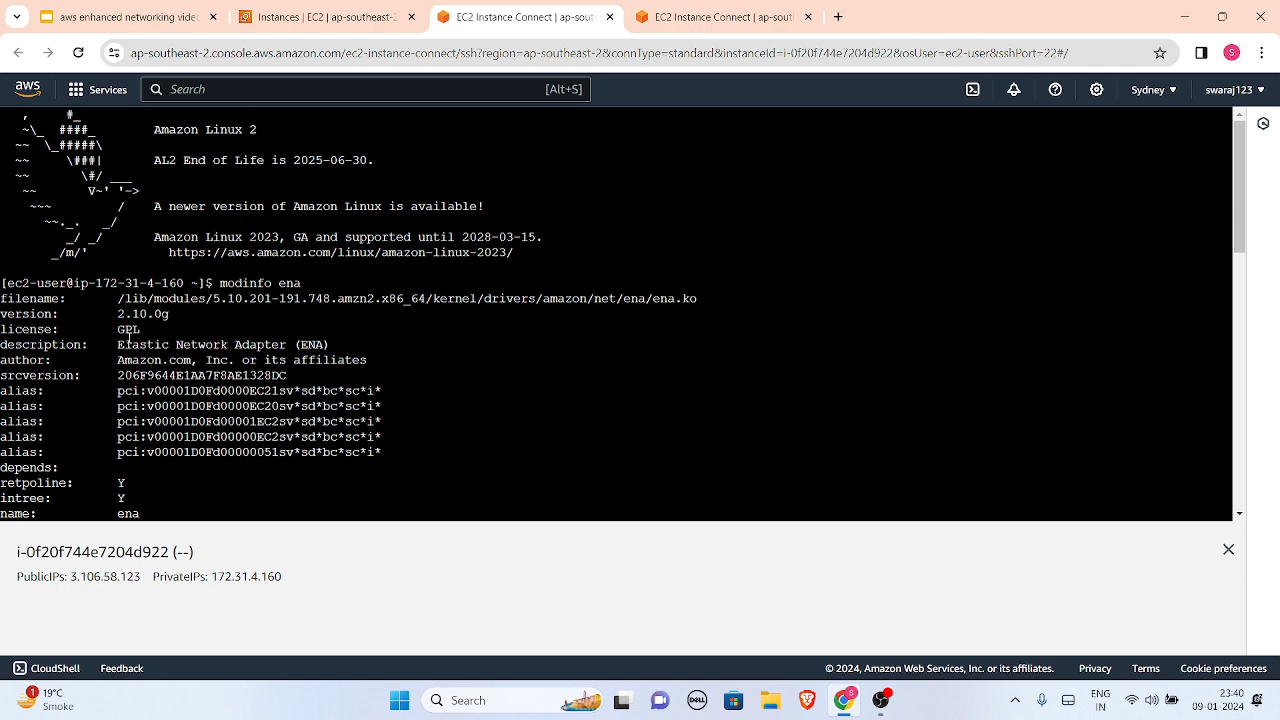 aws enhanced networking vide
Instances | EC2 | ap-southeast-2
EC2 Instance Connect | ap-sout
EC2 Instance Connect | ap-sout
ap-southeast-2.console.aws.amazon.com/ec2-instance-connect/ssh?region=ap-southeast-2&connType=standard&instanceId=i-0f20f744e7204d922&osUser=ec2-user&sshPort=22#/
S
aws
Services
Search
[Alt+S]
Sydney
swaraj123
, #_
~\_ ####_ Amazon Linux 2
~~ \_#####\
~~ \###| AL2 End of Life is 2025-06-30.
~~ \#/ ___
~~ V~' '->
~~~ / A newer version of Amazon Linux is available!
~~._. _/
_/ _/ Amazon Linux 2023, GA and supported until 2028-03-15.
_/m/' https://aws.amazon.com/linux/amazon-linux-2023/
[ec2-user@ip-172-31-4-160 ~]$ modinfo ena
filename: /lib/modules/5.10.201-191.748.amzn2.x86_64/kernel/drivers/amazon/net/ena/ena.ko
version: 2.10.0g
license: GPL
description: Elastic Network Adapter (ENA)
author: Amazon.com, Inc. or its affiliates
srcversion: 206F9644E1AA7F8AE1328DC
alias: pci:v00001D0Fd0000EC21sv*sd*bc*sc*i*
alias: pci:v00001D0Fd0000EC20sv*sd*bc*sc*i*
alias: pci:v00001D0Fd00001EC2sv*sd*bc*sc*i*
alias: pci:v00001D0Fd00000EC2sv*sd*bc*sc*i*
alias: pci:v00001D0Fd00000051sv*sd*bc*sc*i*
depends:
retpoline: Y
intree: Y
name: ena
i-0f20f744e7204d922 (--)
PublicIPs: 3.106.58.123 PrivateIPs: 172.31.4.160
CloudShell
Feedback
© 2024, Amazon Web Services, Inc. or its affiliates.
Privacy
Terms
Cookie preferences
1
19°C
Smoke
Search
DELL
S
ENG
IN
23:40
09-01-2024